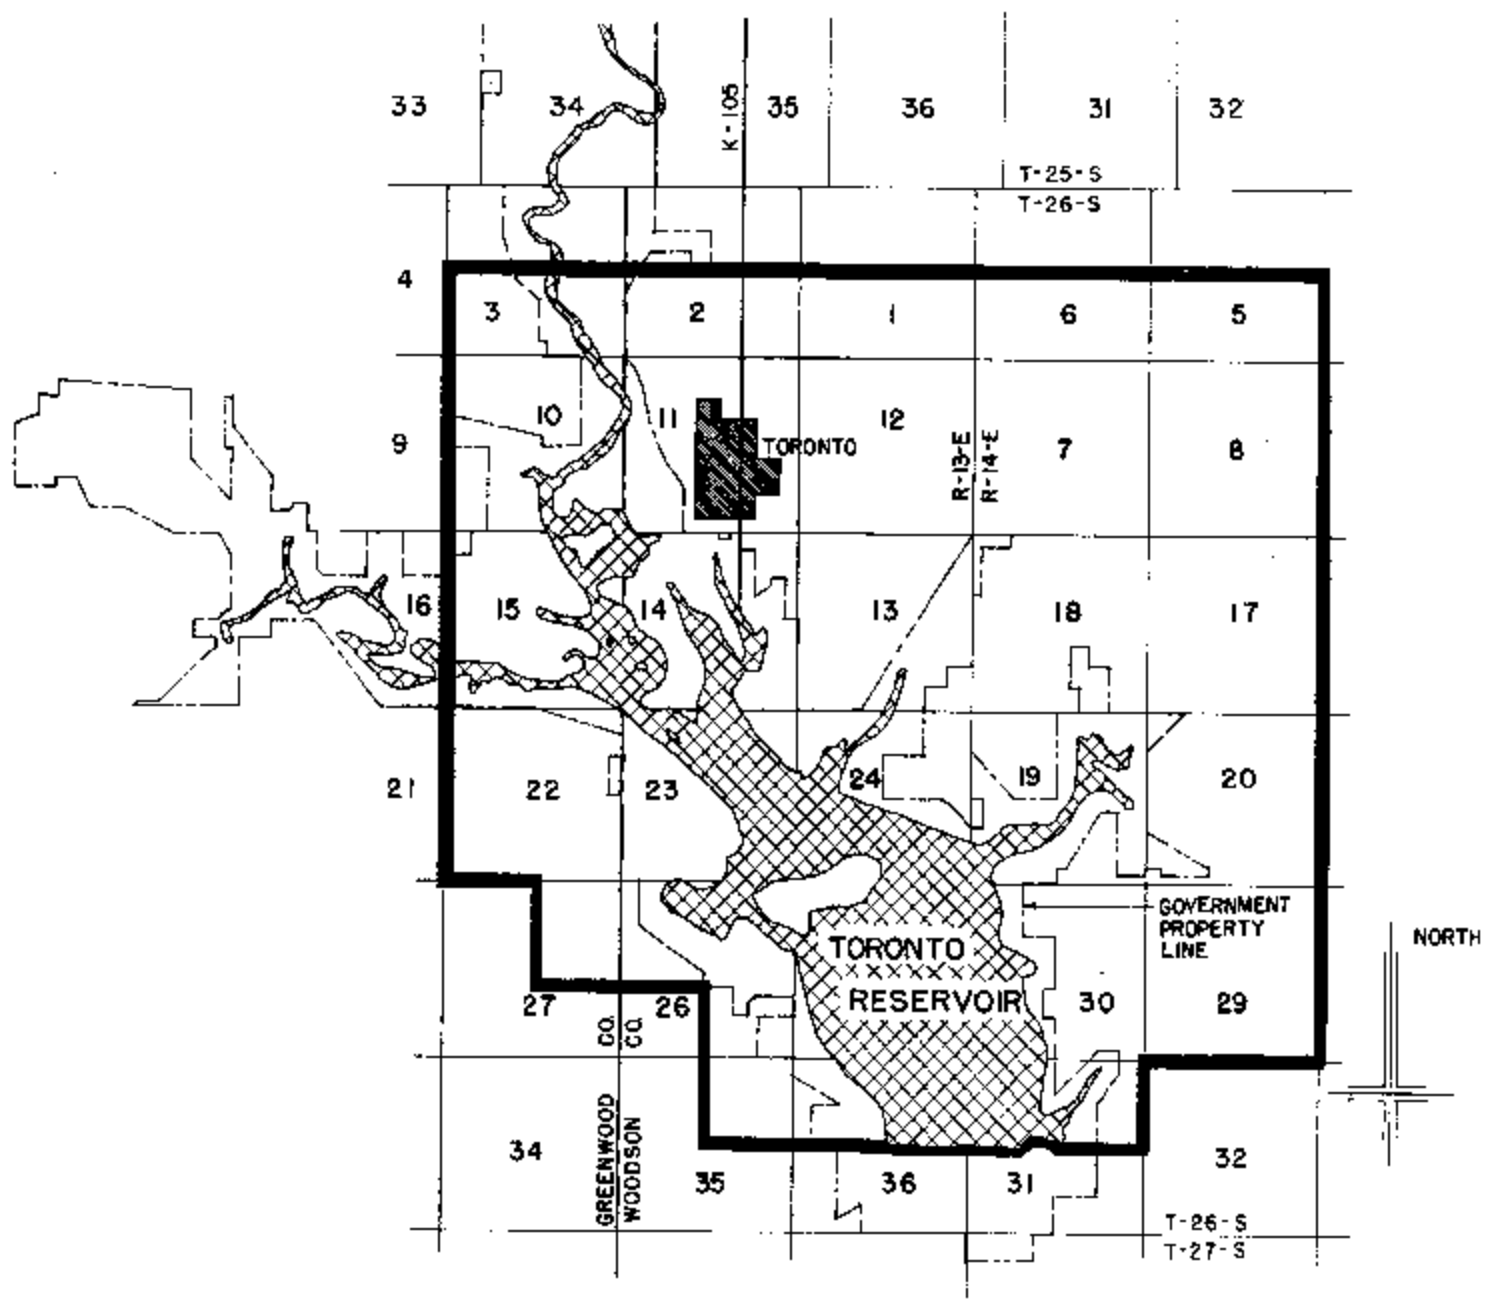 33
34
K-105
35
36
31
32
T-25-S
T-26-S
4
3
2
1
6
5
9
10
11
TORONTO
12
R-13-E
R-14-E
7
8
16
15
14
13
18
17
21
22
23
24
19
20
GOVERNMENT
PROPERTY
LINE
NORTH
TORONTO
RESERVOIR
27
26
30
29
CO.
CO.
GREENWOOD
WOODSON
34
35
36
31
32
T-26-S
T-27-S